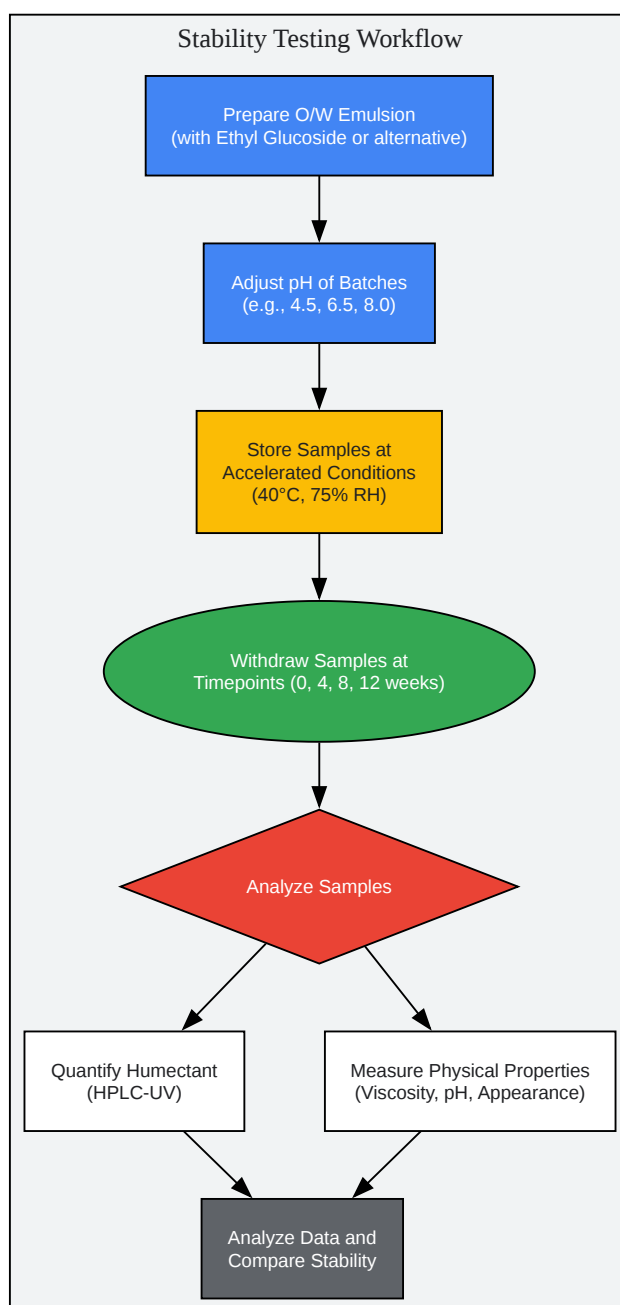 Stability Testing Workflow
Prepare O/W Emulsion
(with Ethyl Glucoside or alternative)
Adjust pH of Batches
(e.g., 4.5, 6.5, 8.0)
Store Samples at
Accelerated Conditions
(40°C, 75% RH)
Withdraw Samples at
Timepoints (0, 4, 8, 12 weeks)
Analyze Samples
Quantify Humectant
(HPLC-UV)
Measure Physical Properties
(Viscosity, pH, Appearance)
Analyze Data and
Compare Stability